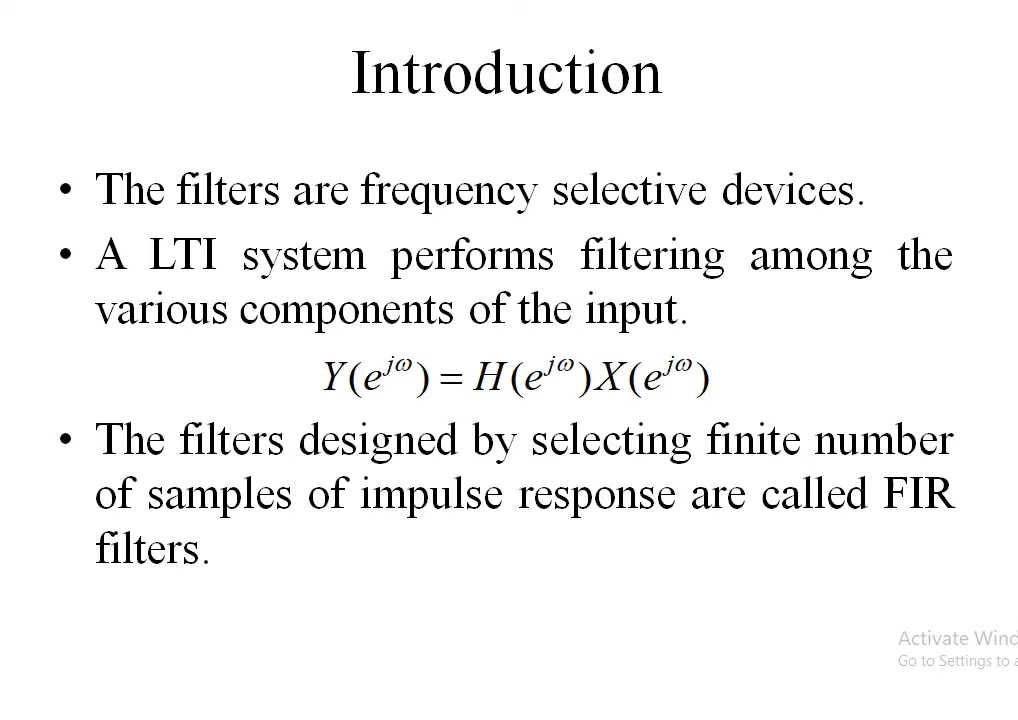 Introduction
• The filters are frequency selective devices.
• A LTI system performs filtering among the
various components of the input.
Y(e^{jω}) = H(e^{jω})X(e^{jω})
• The filters designed by selecting finite number
of samples of impulse response are called FIR
filters.
Activate Wind
Go to Settings to a